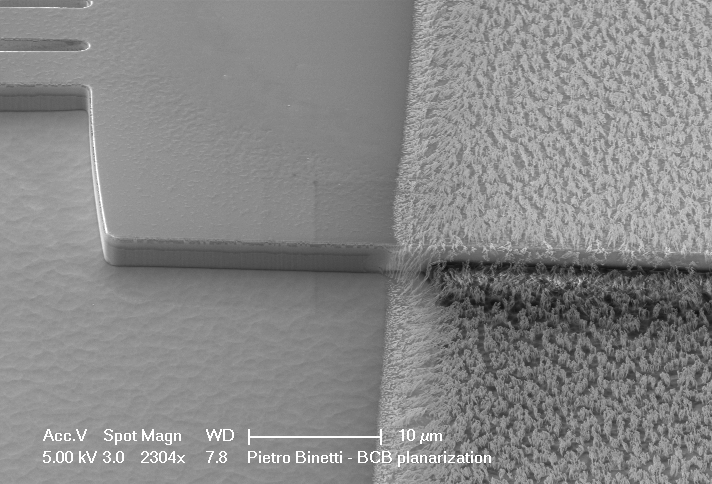 Acc.V Spot Magn WD 10 µm
5.00 kV 3.0 2304x 7.8 Pietro Binetti - BCB planarization